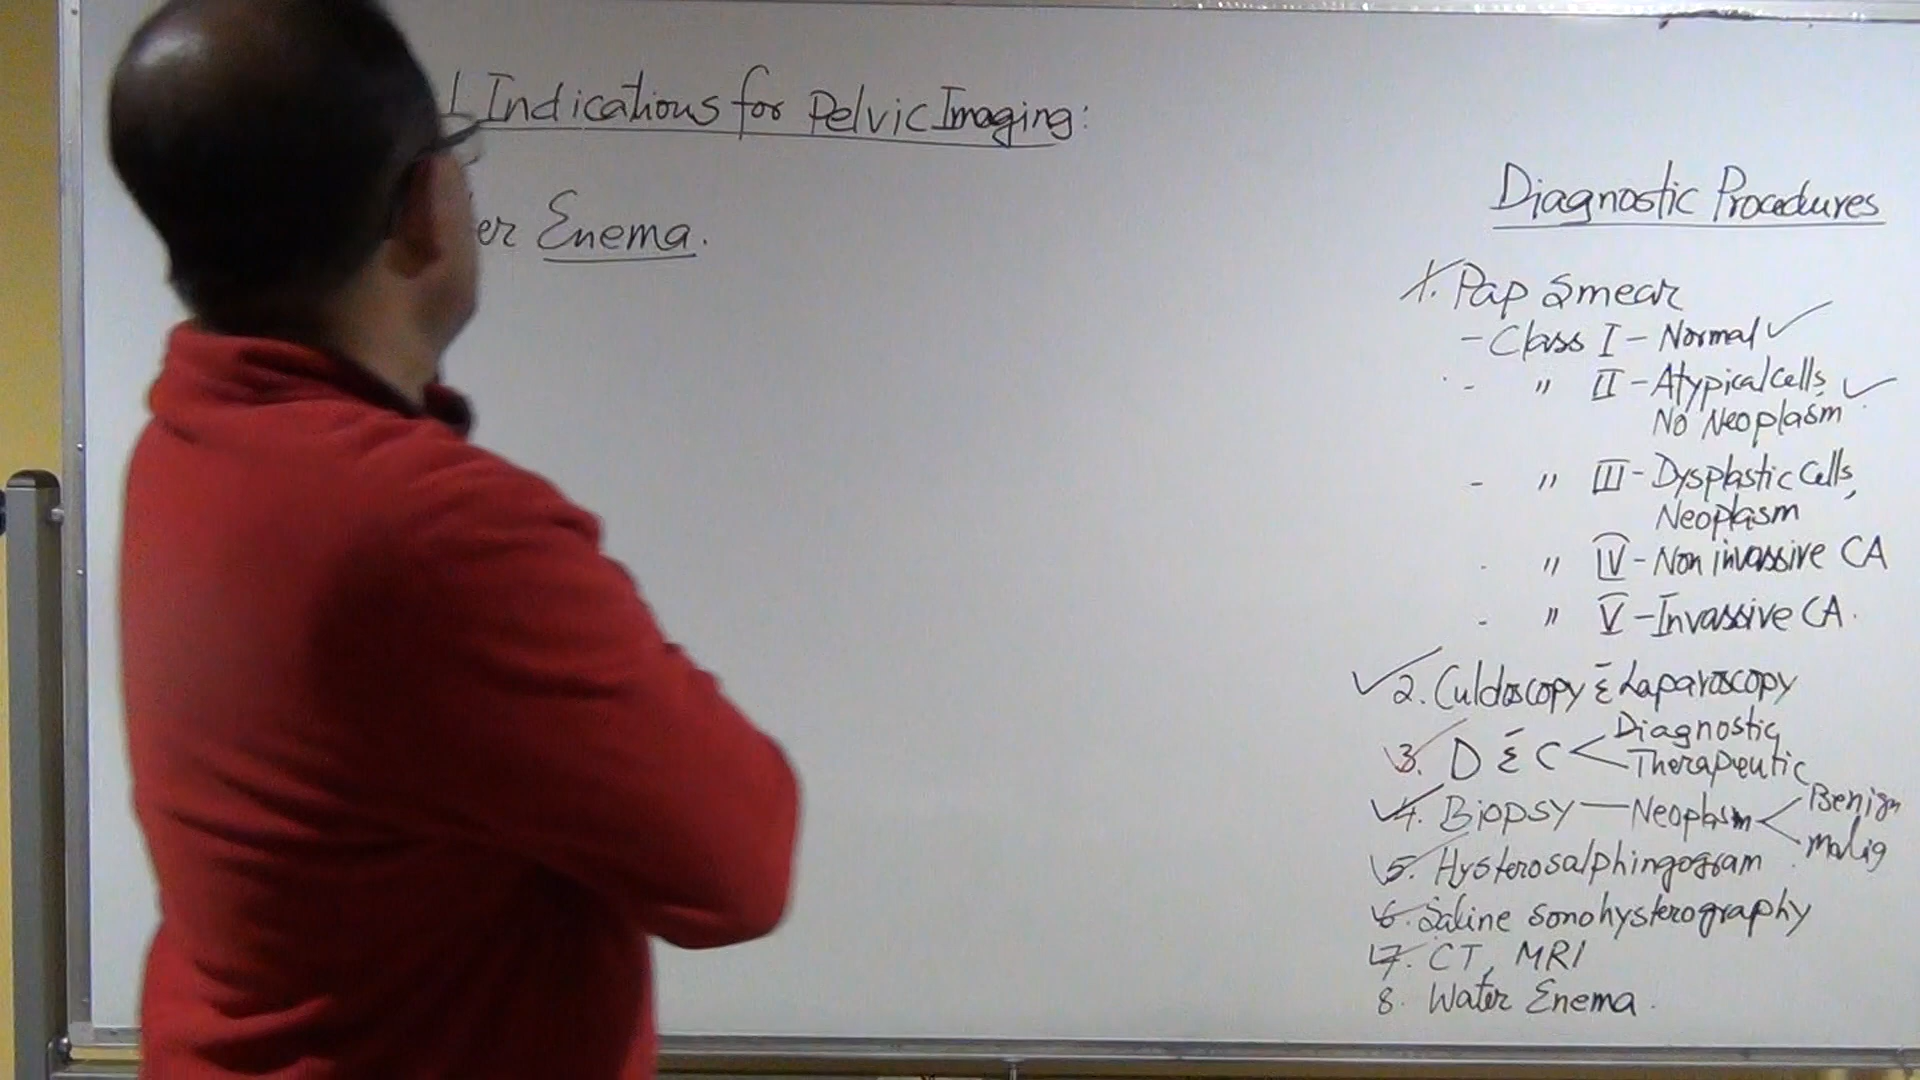 Indications for Pelvic Imaging:
er Enema.
Diagnostic Procedures
1. Pap Smear
- Class I - Normal ✓
- " II - Atypical Cells, ✓
No Neoplasm
- " III - Dysplastic Cells,
Neoplasm
- " IV - Non invassive CA
- " V - Invassive CA.
✓ 2. Culdoscopy & Laparoscopy
3. D & C < Diagnostic
Therapeutic
4. Biopsy — Neoplasm < Benign
malig
5. Hysterosalphingogram
6. Saline sonohysterography
7. CT, MRI
8. Water Enema.